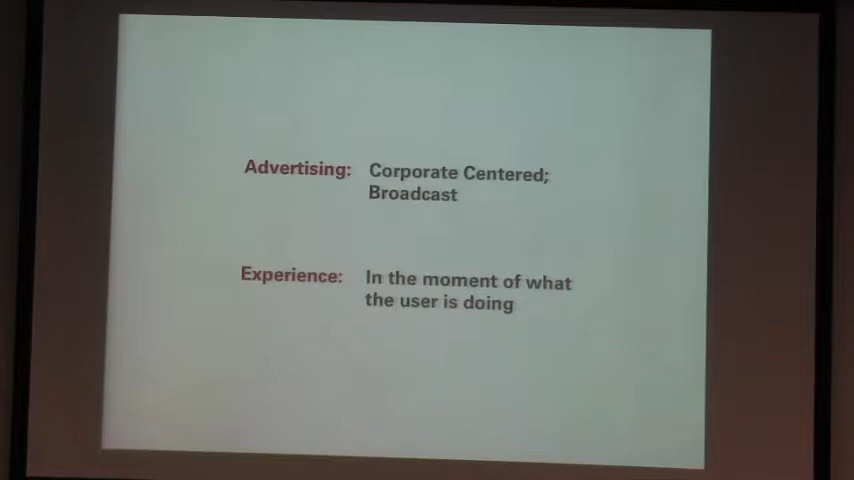 Advertising: Corporate Centered;
Broadcast
Experience: In the moment of what
the user is doing